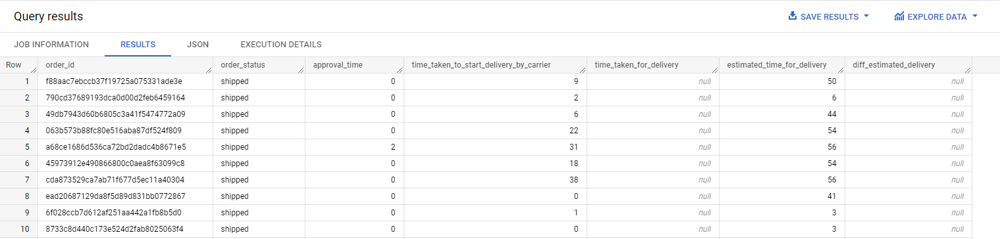 Query results SAVE RESULTS EXPLORE DATA
JOB INFORMATION RESULTS JSON EXECUTION DETAILS
Row order_id order_status approval_time time_taken_to_start_delivery_by_carrier time_taken_for_delivery estimated_time_for_delivery diff_estimated_delivery
1 f88aac7ebccb37f19725a075331ade3e shipped 0 9 null 50 null
2 790cd37689193dca0d00d2feb6459164 shipped 0 2 null 6 null
3 49db7943d60b6805c3a41f5474772a09 shipped 0 6 null 44 null
4 063b573b88fc80e516aba87df524f809 shipped 0 22 null 54 null
5 a68ce1686d536ca72bd2dadc4b8671e5 shipped 2 31 null 56 null
6 45973912e490866800c0aea8f63099c8 shipped 0 18 null 54 null
7 cda873529ca7ab71f677d5ec11a40304 shipped 0 38 null 56 null
8 ead20687129da8f5d89d831bb0772867 shipped 0 0 null 41 null
9 6f028ccb7d612af251aa442a1fb8b5d0 shipped 0 1 null 3 null
10 8733c8d440c173e524d2fab8025063f4 shipped 0 0 null 3 null